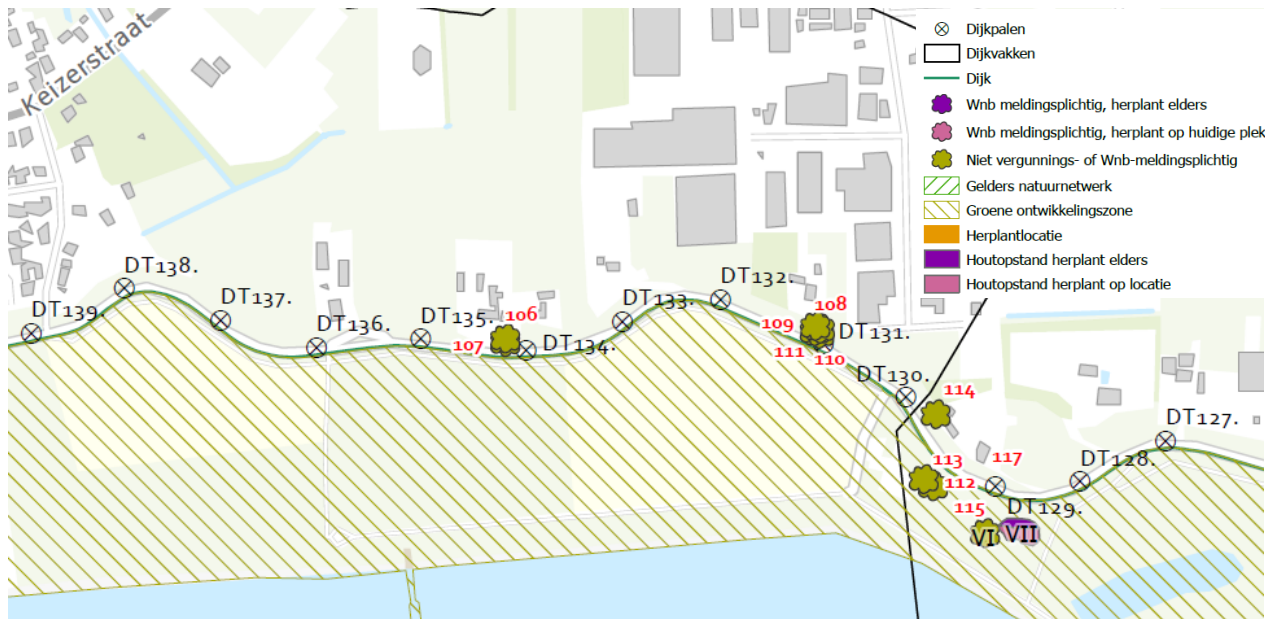 Keizerstraat
Dijkpalen
Dijkvakken
Dijk
Wnb meldingsplichtig, herplant elders
Wnb meldingsplichtig, herplant op huidige plek
Niet vergunnings- of Wnb-meldingsplichtig
Gelders natuurnetwerk
Groene ontwikkelingszone
Herplantlocatie
Houtopstand herplant elders
Houtopstand herplant op locatie
DT138.
DT132.
DT137.
DT133.
108
DT139.
DT136.
DT135.
106
109
DT131.
107
DT134.
111
110
DT130.
114
DT127.
113
117
DT128.
112
115
DT129.
VI
VII